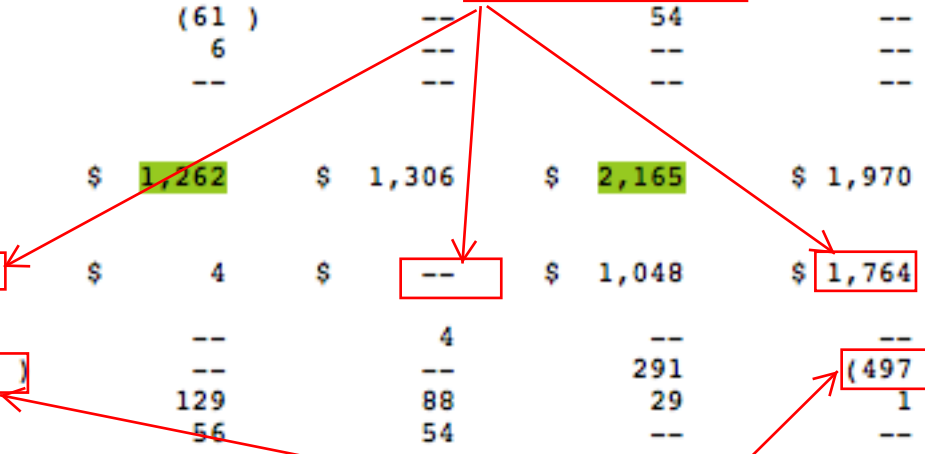 (61 ) -- 54 --
6 -- -- --
-- -- -- --
$ 1,262 $ 1,306 $ 2,165 $ 1,970
$ 4 $ -- $ 1,048 $ 1,764
-- 4 -- --
) -- -- 291 (497
129 88 29 1
56 54 -- --